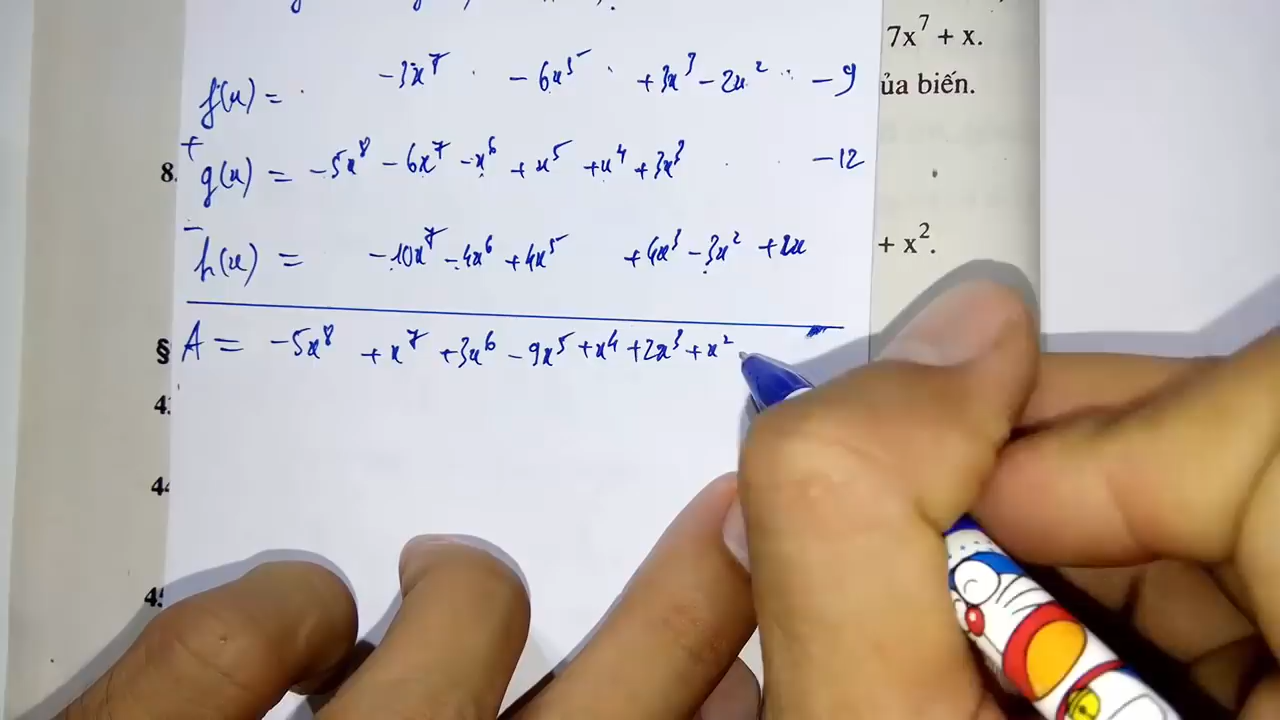 7x⁷ + x.
f(x) = -3x⁷ - 6x⁵ + 3x³ - 2x² - 9
ủa biến.
+
8. g(x) = -5x⁸ - 6x⁷ - x⁶ + x⁵ + x⁴ + 3x³ - 12
-
h(x) = -10x⁷ - 4x⁶ + 4x⁵ + 4x³ - 3x² + 2x
+ x².
§ A = -5x⁸ + x⁷ + 3x⁶ - 9x⁵ + x⁴ + 2x³ + x²